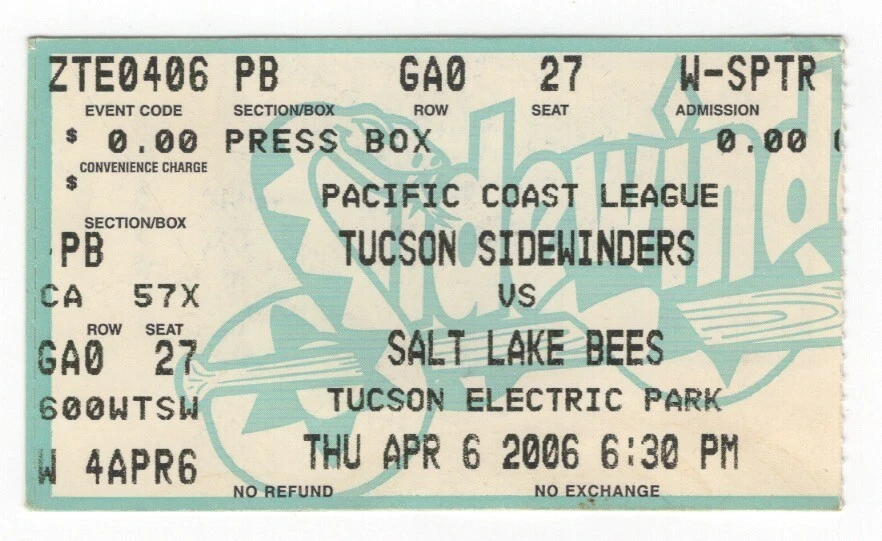 ZTE0406 PB GA0 27 W-SPTR
EVENT CODE SECTION/BOX ROW SEAT ADMISSION
$ 0.00 PRESS BOX 0.00
CONVENIENCE CHARGE
$
PACIFIC COAST LEAGUE
SECTION/BOX
PB TUCSON SIDEWINDERS
CA 57X VS
ROW SEAT
GA0 27 SALT LAKE BEES
600WTSW TUCSON ELECTRIC PARK
W 4APR6 THU APR 6 2006 6:30 PM
NO REFUND NO EXCHANGE
Sidewind